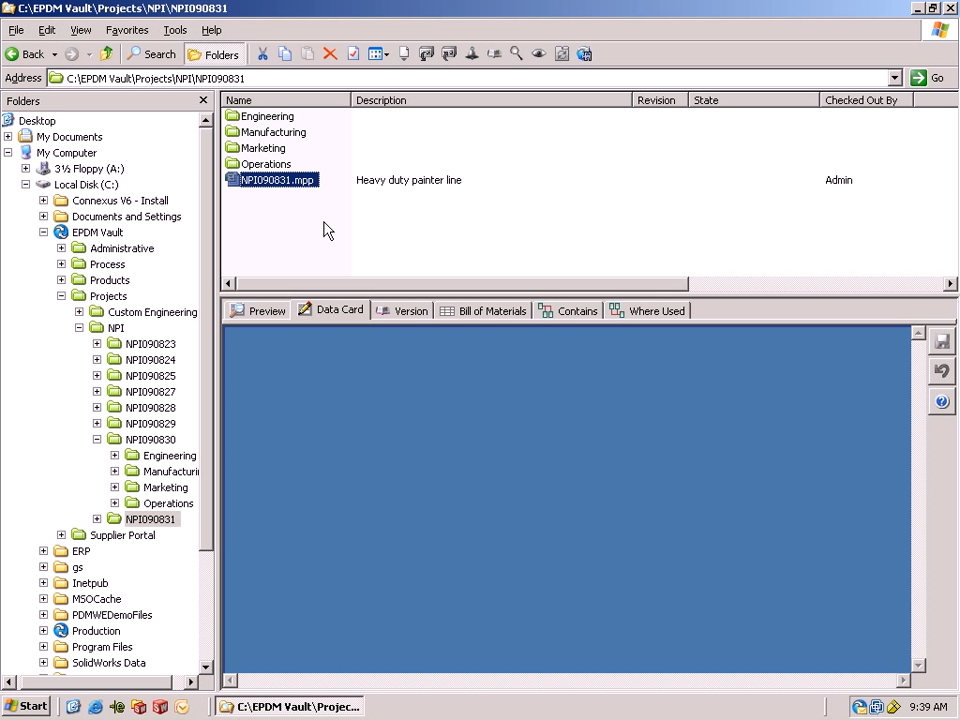 C:\EPDM Vault\Projects\NPI\NPI090831
File Edit View Favorites Tools Help
Back Search Folders
Address C:\EPDM Vault\Projects\NPI\NPI090831 Go
Folders
Desktop
My Documents
My Computer
3½ Floppy (A:)
Local Disk (C:)
Connexus V6 - Install
Documents and Settings
EPDM Vault
Administrative
Process
Products
Projects
Custom Engineering
NPI
NPI090823
NPI090824
NPI090825
NPI090827
NPI090828
NPI090829
NPI090830
Engineering
Manufacturi
Marketing
Operations
NPI090831
Supplier Portal
ERP
gs
Inetpub
MSOCache
PDMWEDemoFiles
Production
Program Files
SolidWorks Data
Name Description Revision State Checked Out By
Engineering
Manufacturing
Marketing
Operations
NPI090831.mpp Heavy duty painter line Admin
Preview Data Card Version Bill of Materials Contains Where Used
Start C:\EPDM Vault\Projec... 9:39 AM